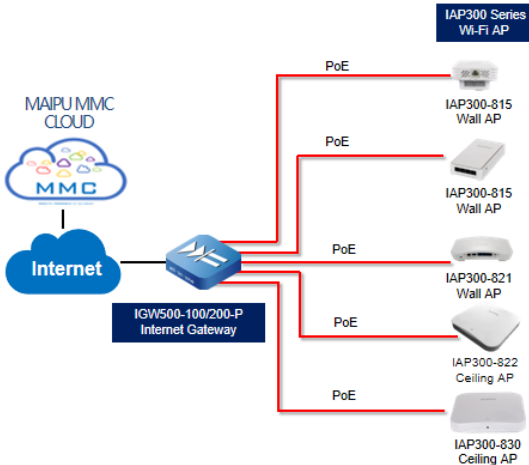 IAP300 Series
Wi-Fi AP
PoE
IAP300-815
Wall AP
MAIPU MMC
CLOUD
MMC
PoE
IAP300-815
Wall AP
Internet
PoE
IAP300-821
Wall AP
IGW500-100/200-P
Internet Gateway
PoE
IAP300-822
Ceiling AP
PoE
IAP300-830
Ceiling AP